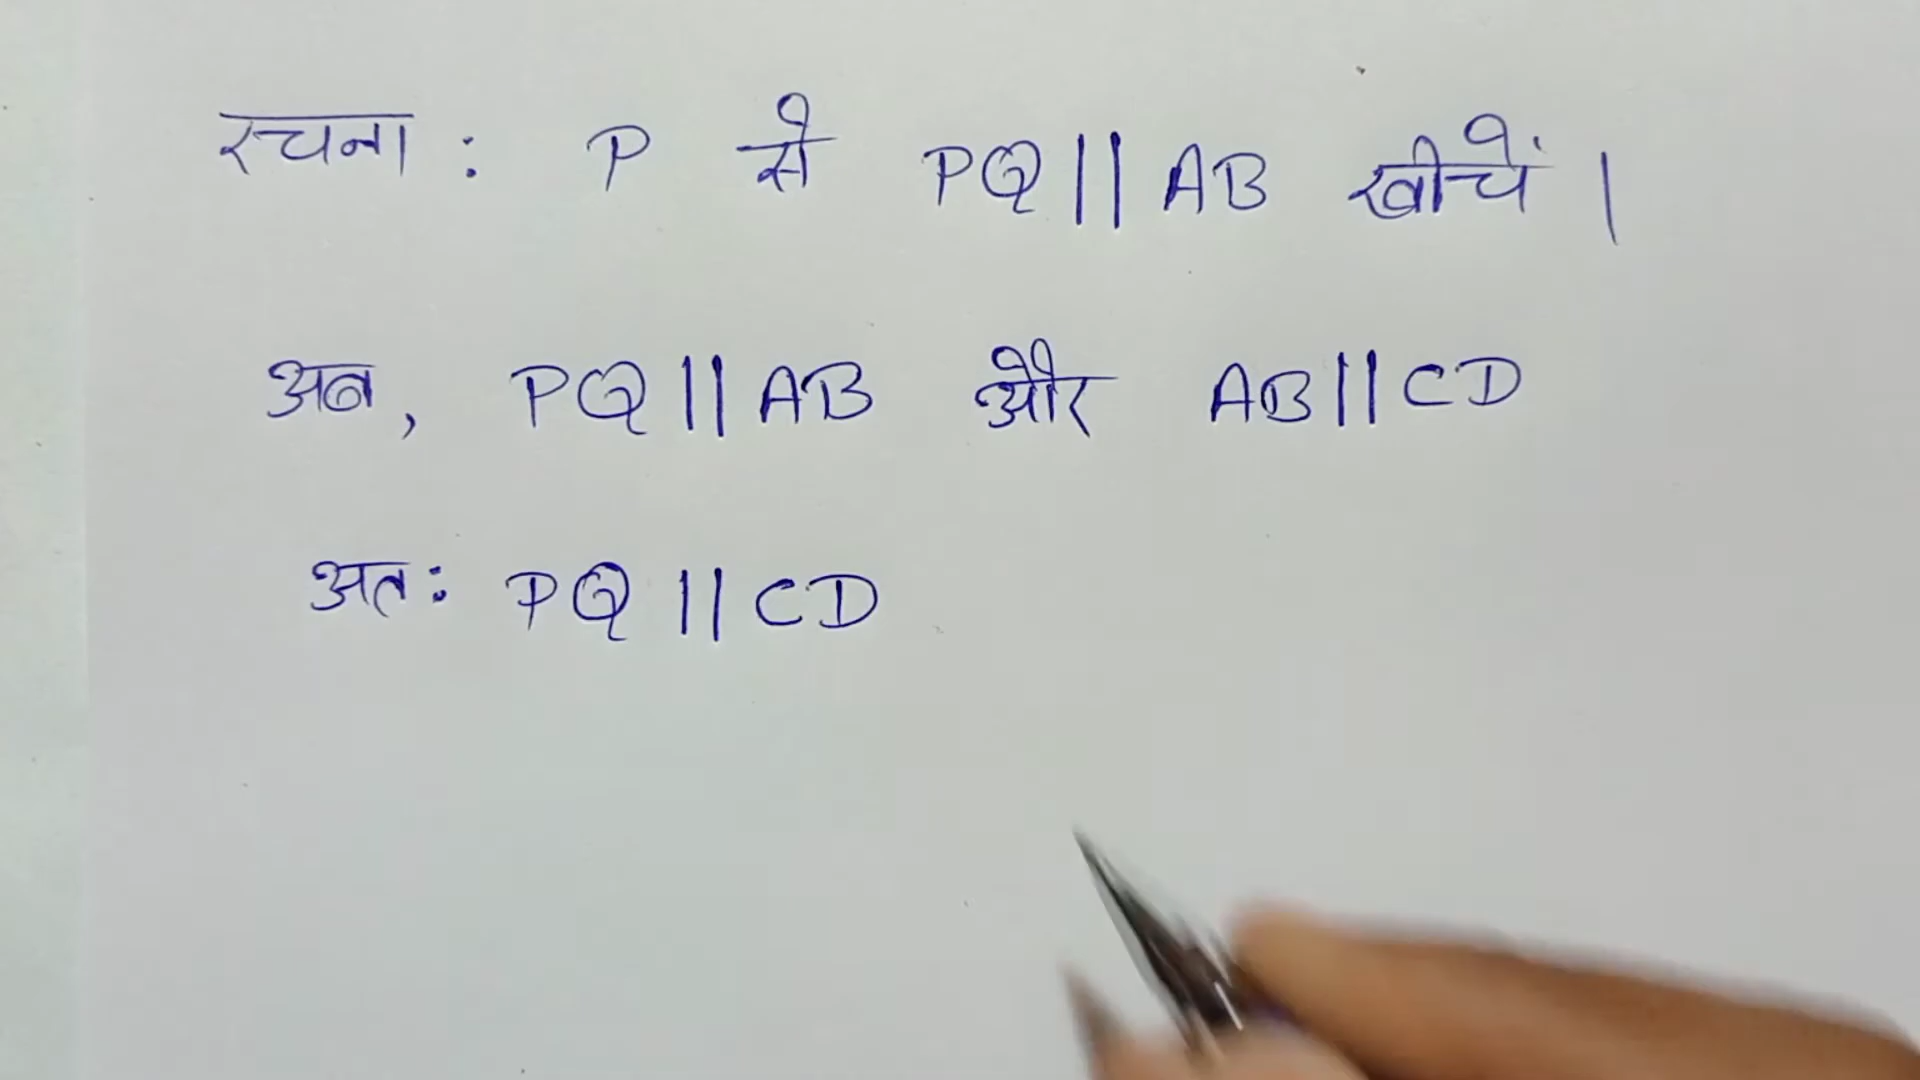 रचना : P से PQ || AB खीचें ।
अब, PQ || AB और AB || CD
अतः PQ || CD